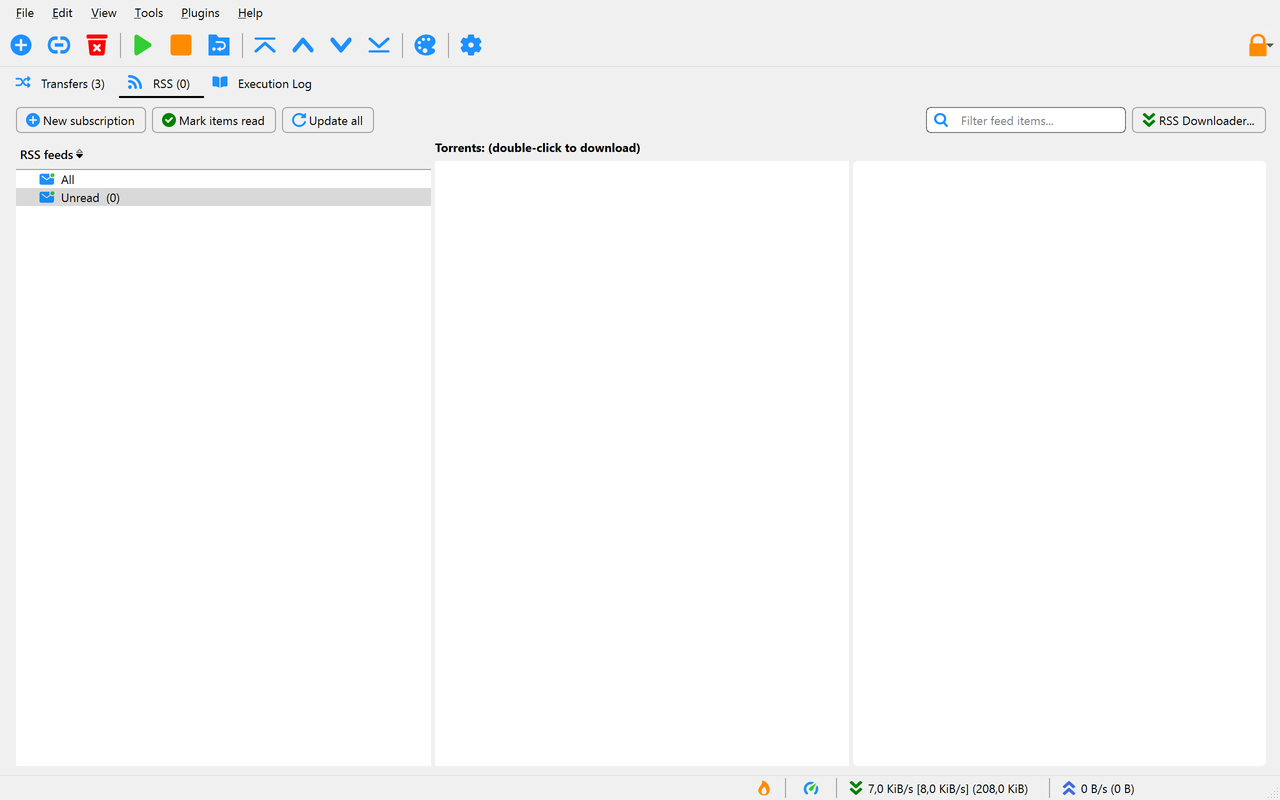 File Edit View Tools Plugins Help
Transfers (3) RSS (0) Execution Log
New subscription Mark items read Update all Filter feed items... RSS Downloader...
RSS feeds Torrents: (double-click to download)
All
Unread (0)
7,0 KiB/s [8,0 KiB/s] (208,0 KiB) 0 B/s (0 B)